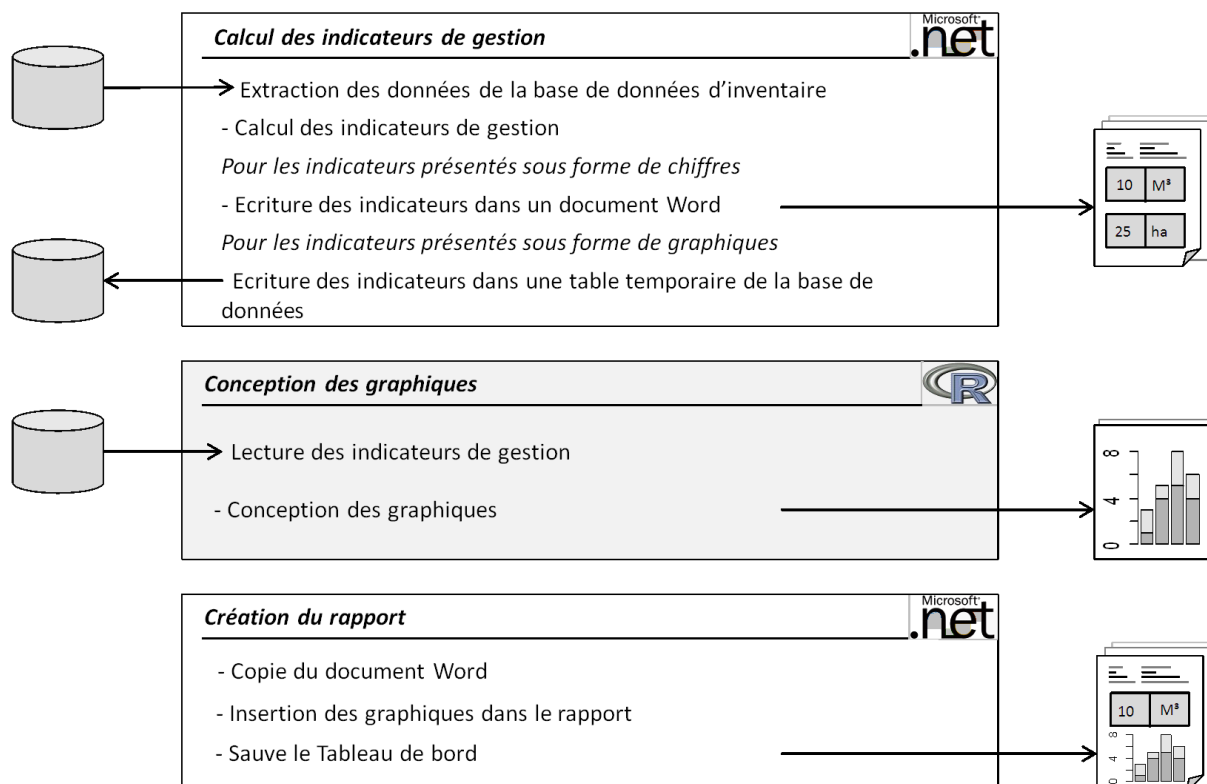 Calcul des indicateurs de gestion
Microsoft
.net
Extraction des données de la base de données d'inventaire
- Calcul des indicateurs de gestion
Pour les indicateurs présentés sous forme de chiffres
- Ecriture des indicateurs dans un document Word
Pour les indicateurs présentés sous forme de graphiques
Ecriture des indicateurs dans une table temporaire de la base de
données
10 M³
25 ha
Conception des graphiques
R
Lecture des indicateurs de gestion
- Conception des graphiques
8
4
0
Création du rapport
Microsoft
.net
- Copie du document Word
- Insertion des graphiques dans le rapport
- Sauve le Tableau de bord
10 M³
8
4
0